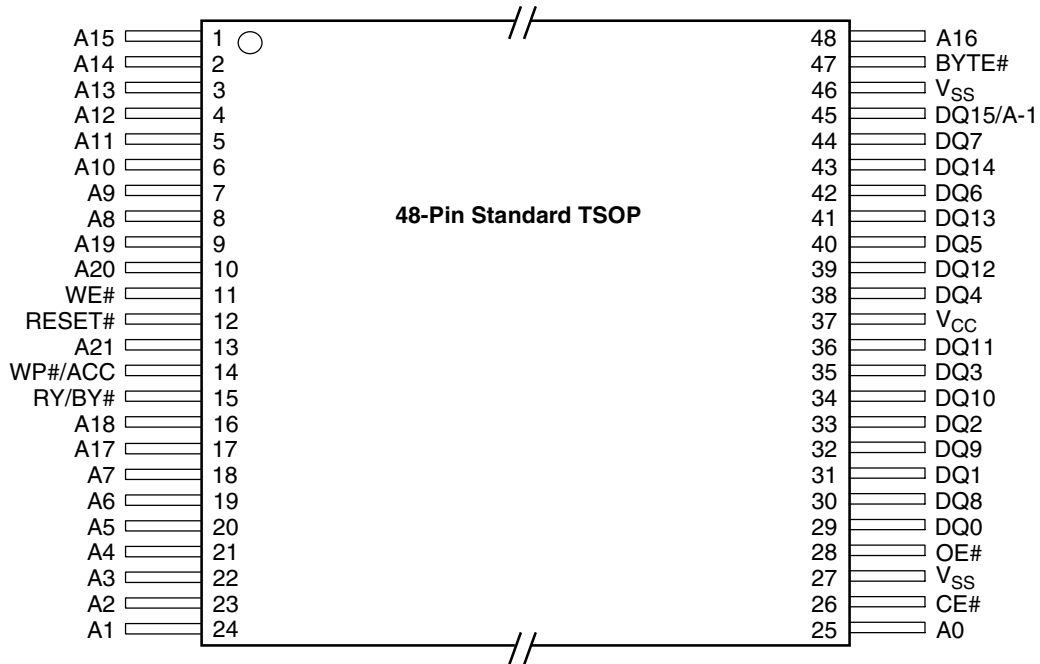 A15 1 48 A16
A14 2 47 BYTE#
A13 3 46 VSS
A12 4 45 DQ15/A-1
A11 5 44 DQ7
A10 6 43 DQ14
A9 7 42 DQ6
A8 8 48-Pin Standard TSOP 41 DQ13
A19 9 40 DQ5
A20 10 39 DQ12
WE# 11 38 DQ4
RESET# 12 37 VCC
A21 13 36 DQ11
WP#/ACC 14 35 DQ3
RY/BY# 15 34 DQ10
A18 16 33 DQ2
A17 17 32 DQ9
A7 18 31 DQ1
A6 19 30 DQ8
A5 20 29 DQ0
A4 21 28 OE#
A3 22 27 VSS
A2 23 26 CE#
A1 24 25 A0